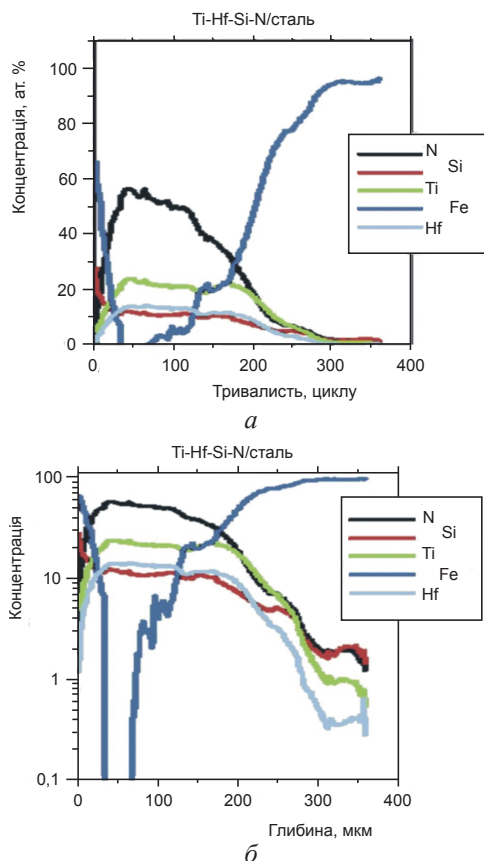 Ti-Hf-Si-N/сталь
Концентрація, ат. %
100
80
60
40
20
0
N
Si
Ti
Fe
Hf
0 100 200 300 400
Тривалисть, циклу
а
Ti-Hf-Si-N/сталь
Концентрація
100
10
1
0,1
N
Si
Ti
Fe
Hf
0 100 200 300 400
Глибина, мкм
б